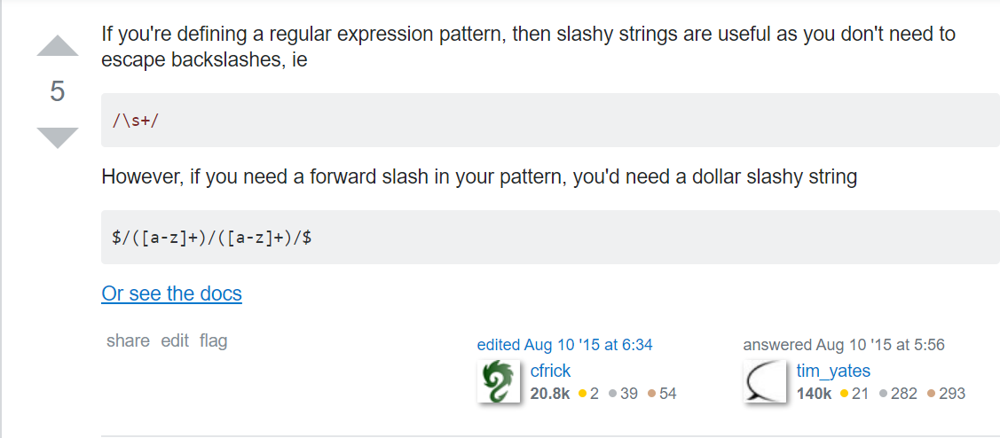 If you're defining a regular expression pattern, then slashy strings are useful as you don't need to
escape backslashes, ie
5
/\s+/
However, if you need a forward slash in your pattern, you'd need a dollar slashy string
$/([a-z]+)/([a-z]+)/$
Or see the docs
share edit flag
edited Aug 10 '15 at 6:34
cfrick
20.8k 2 39 54
answered Aug 10 '15 at 5:56
tim_yates
140k 21 282 293